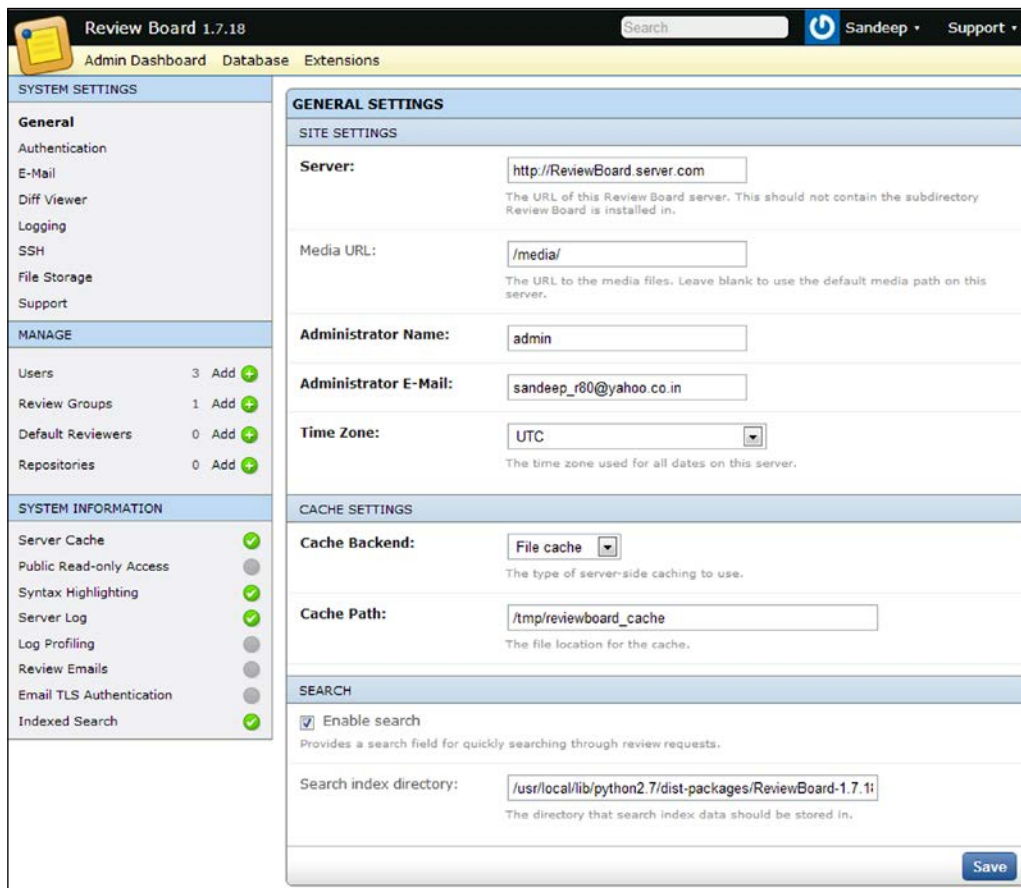 Review Board 1.7.18
Search
Sandeep
Support
Admin Dashboard Database Extensions
SYSTEM SETTINGS
General
Authentication
E-Mail
Diff Viewer
Logging
SSH
File Storage
Support
MANAGE
Users 3 Add
Review Groups 1 Add
Default Reviewers 0 Add
Repositories 0 Add
SYSTEM INFORMATION
Server Cache
Public Read-only Access
Syntax Highlighting
Server Log
Log Profiling
Review Emails
Email TLS Authentication
Indexed Search
GENERAL SETTINGS
SITE SETTINGS
Server: http://ReviewBoard.server.com
The URL of this Review Board server. This should not contain the subdirectory
Review Board is installed in.
Media URL: /media/
The URL to the media files. Leave blank to use the default media path on this
server.
Administrator Name: admin
Administrator E-Mail: sandeep_r80@yahoo.co.in
Time Zone: UTC
The time zone used for all dates on this server.
CACHE SETTINGS
Cache Backend: File cache
The type of server-side caching to use.
Cache Path: /tmp/reviewboard_cache
The file location for the cache.
SEARCH
Enable search
Provides a search field for quickly searching through review requests.
Search index directory: /usr/local/lib/python2.7/dist-packages/ReviewBoard-1.7.18
The directory that search index data should be stored in.
Save